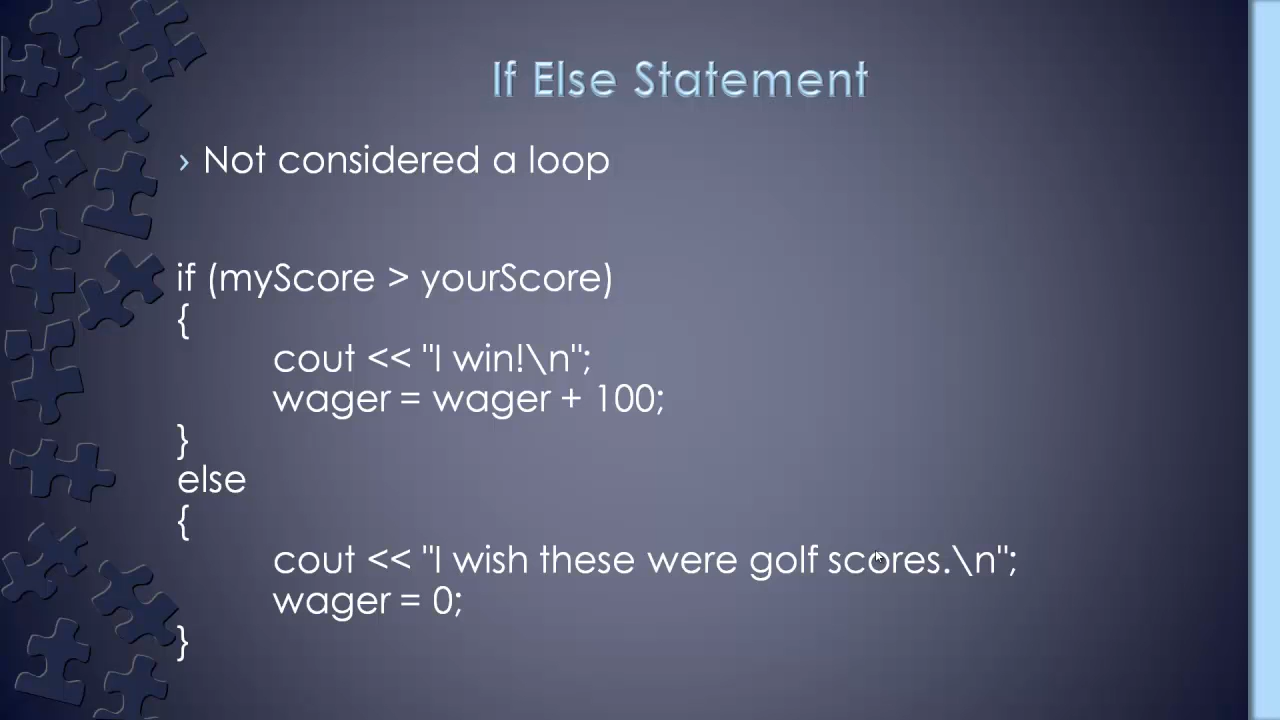 If Else Statement
› Not considered a loop
if (myScore > yourScore)
{
cout << "I win!\n";
wager = wager + 100;
}
else
{
cout << "I wish these were golf scores.\n";
wager = 0;
}